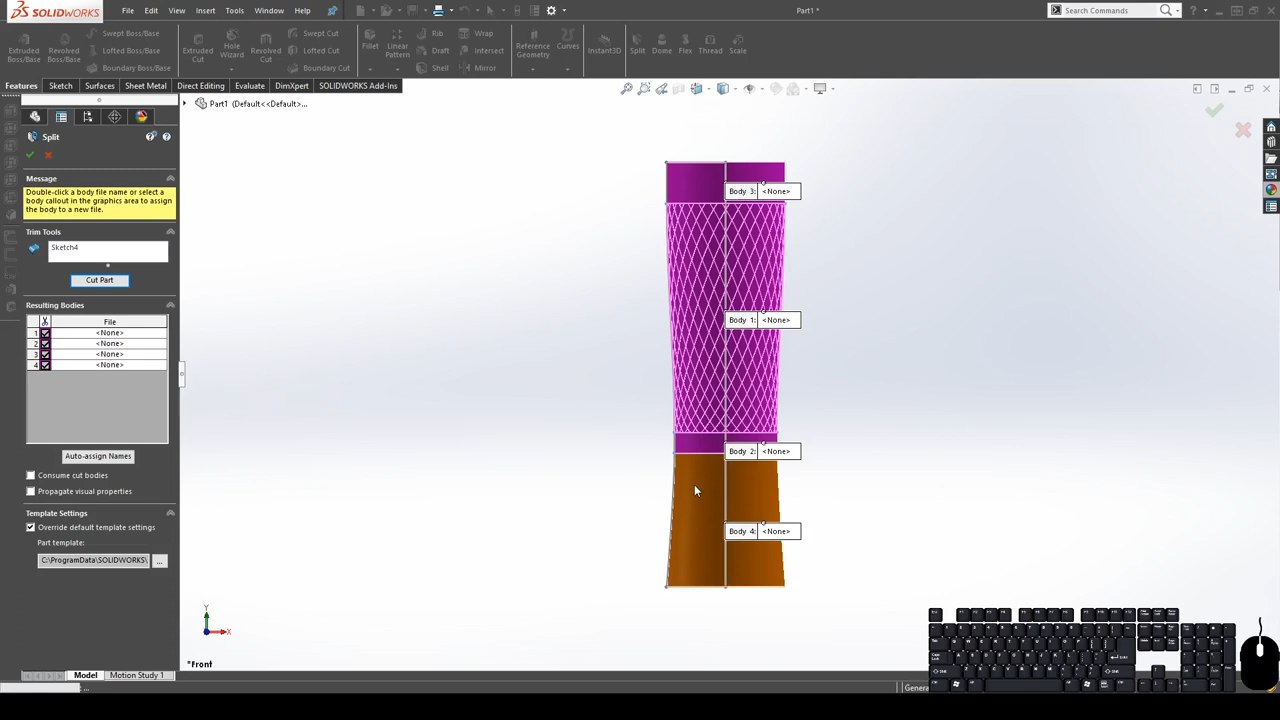 SOLIDWORKS
File Edit View Insert Tools Window Help
Part1 *
Search Commands
Extruded Boss/Base
Revolved Boss/Base
Swept Boss/Base
Lofted Boss/Base
Boundary Boss/Base
Extruded Cut
Hole Wizard
Revolved Cut
Swept Cut
Lofted Cut
Boundary Cut
Fillet
Linear Pattern
Rib
Draft
Shell
Wrap
Intersect
Mirror
Reference Geometry
Curves
Instant3D
Split
Dome
Flex
Thread
Scale
Features Sketch Surfaces Sheet Metal Direct Editing Evaluate DimXpert SOLIDWORKS Add-Ins
Part1 (Default<<Default>...
Split
Message
Double-click a body file name or select a
body callout in the graphics area to assign
the body to a new file.
Trim Tools
Sketch4
Cut Part
Resulting Bodies
File
1 <None>
2 <None>
3 <None>
4 <None>
Auto-assign Names
Consume cut bodies
Propagate visual properties
Template Settings
Override default template settings
Part template:
C:\ProgramData\SOLIDWORKS\ ...
Body 3: <None>
Body 1: <None>
Body 2: <None>
Body 4: <None>
Y
X
*Front
Model Motion Study 1
...
Genera